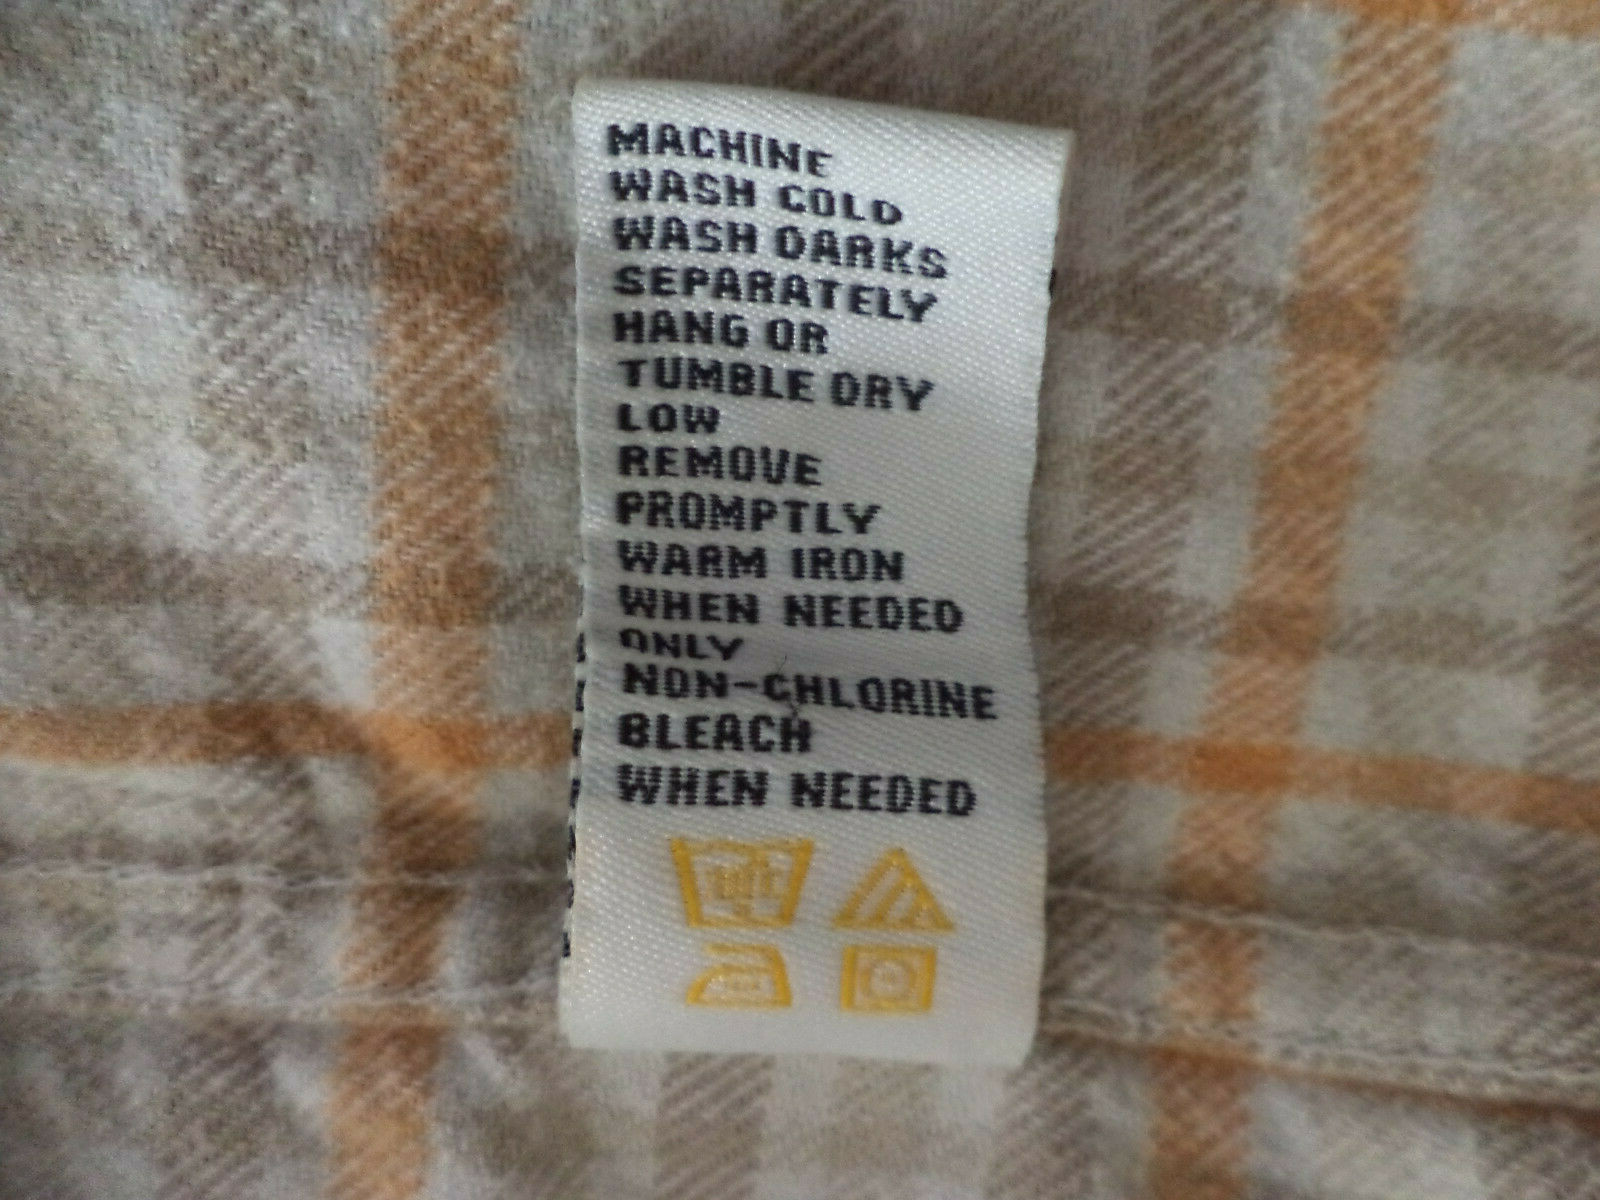 MACHINE
WASH COLD
WASH DARKS
SEPARATELY
HANG OR
TUMBLE DRY
LOW
REMOVE
PROMPTLY
WARM IRON
WHEN NEEDED
ONLY
NON-CHLORINE
BLEACH
WHEN NEEDED